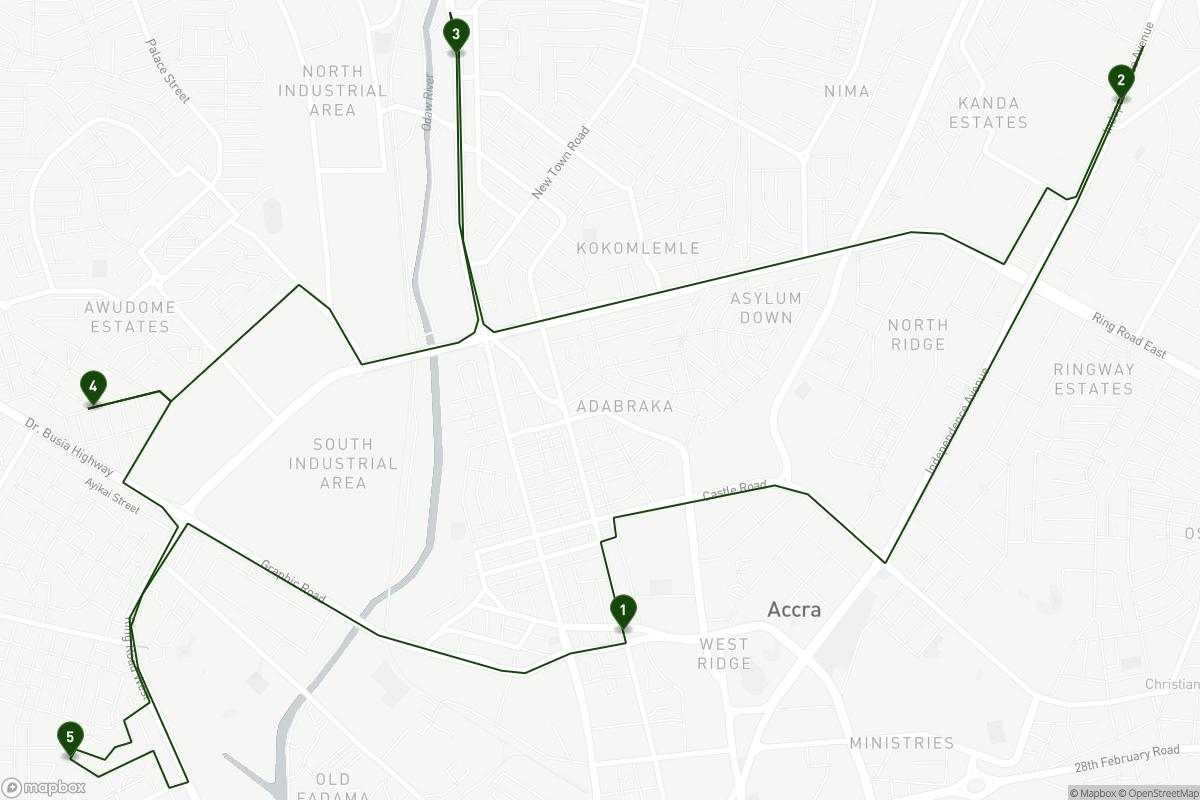 Palace Street
3
NORTH
INDUSTRIAL
AREA
Odaw River
New Town Road
NIMA
KANDA
ESTATES
2
KOKOMLEMLE
AWUDOME
ESTATES
ASYLUM
DOWN
NORTH
RIDGE
Ring Road East
RINGWAY
ESTATES
4
ADABRAKA
Independence Avenue
Dr. Busia Highway
Ayikai Street
SOUTH
INDUSTRIAL
AREA
Castle Road
Graphic Road
1
Accra
WEST
RIDGE
Ring Road West
Christian
5
MINISTRIES
28th February Road
OLD
FADAMA
mapbox
© Mapbox © OpenStreetMap